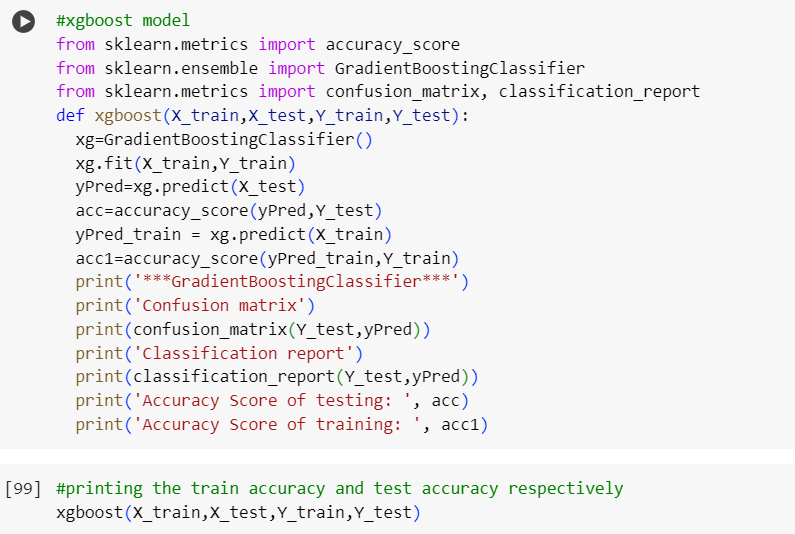 #xgboost model
from sklearn.metrics import accuracy_score
from sklearn.ensemble import GradientBoostingClassifier
from sklearn.metrics import confusion_matrix, classification_report
def xgboost(X_train,X_test,Y_train,Y_test):
  xg=GradientBoostingClassifier()
  xg.fit(X_train,Y_train)
  yPred=xg.predict(X_test)
  acc=accuracy_score(yPred,Y_test)
  yPred_train = xg.predict(X_train)
  acc1=accuracy_score(yPred_train,Y_train)
  print('***GradientBoostingClassifier***')
  print('Confusion matrix')
  print(confusion_matrix(Y_test,yPred))
  print('Classification report')
  print(classification_report(Y_test,yPred))
  print('Accuracy Score of testing: ', acc)
  print('Accuracy Score of training: ', acc1)
[99] #printing the train accuracy and test accuracy respectively
xgboost(X_train,X_test,Y_train,Y_test)